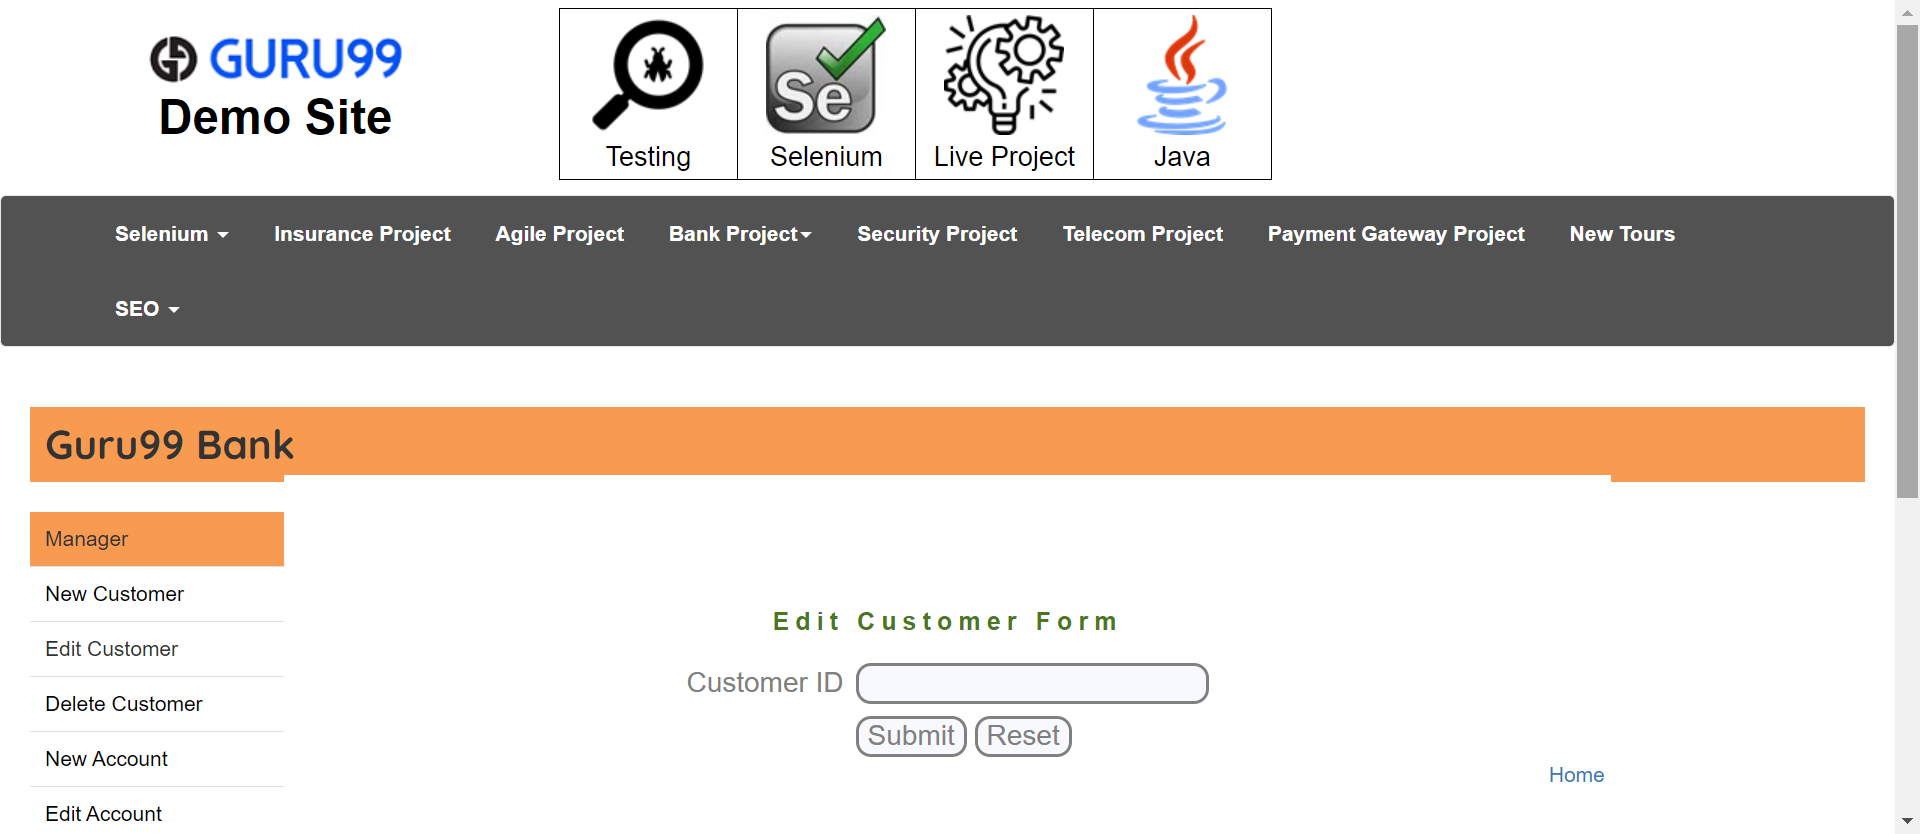 GURU99
Demo Site
Se
Testing
Selenium
Live Project
Java
Selenium
Insurance Project
Agile Project
Bank Project
Security Project
Telecom Project
Payment Gateway Project
New Tours
SEO
Guru99 Bank
Manager
New Customer
Edit Customer
Delete Customer
New Account
Edit Account
Edit Customer Form
Customer ID
Submit Reset
Home